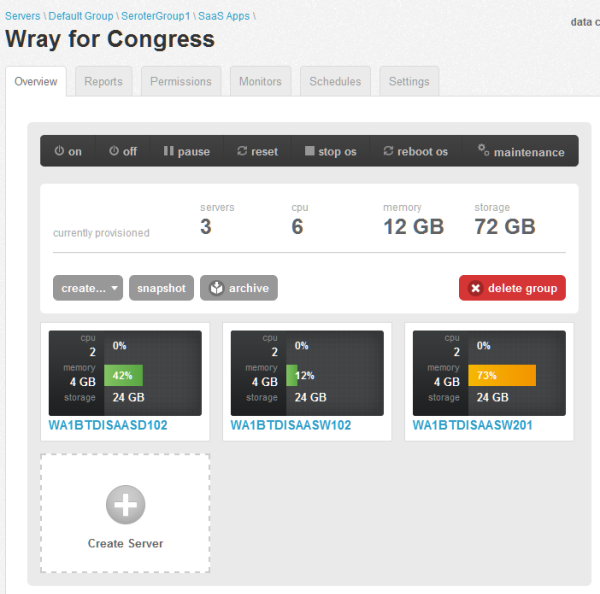 Servers \ Default Group \ SeroterGroup1 \ SaaS Apps \
data c
Wray for Congress
Overview Reports Permissions Monitors Schedules Settings
on off pause reset stop os reboot os maintenance
servers cpu memory storage
currently provisioned 3 6 12 GB 72 GB
create... snapshot archive delete group
cpu
2
0%
memory
4 GB
42%
storage
24 GB
WA1BTDISAASD102
cpu
2
0%
memory
4 GB
12%
storage
24 GB
WA1BTDISAASW102
cpu
2
0%
memory
4 GB
73%
storage
24 GB
WA1BTDISAASW201
Create Server